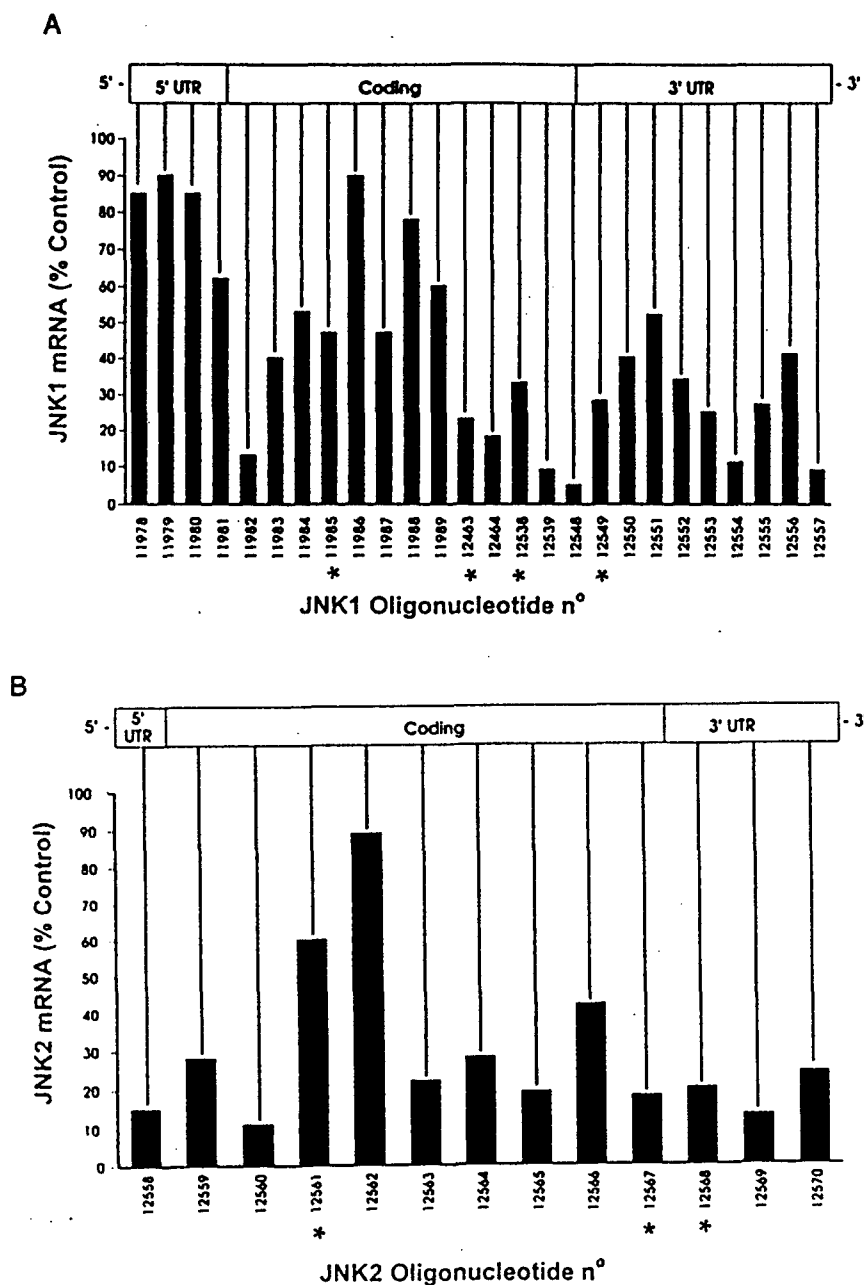 A
5' - 5' UTR Coding 3' UTR - 3'
JNK1 mRNA (% Control)
100
90
80
70
60
50
40
30
20
10
0
11978 11979 11980 11981 11982 11983 11984 11985 11986 11987 11988 11989 12463 12464 12538 12539 12548 12549 12550 12551 12552 12553 12554 12555 12556 12557
* * * *
JNK1 Oligonucleotide nº
B
5' - 5' UTR Coding 3' UTR - 3
JNK2 mRNA (% Control)
100
90
80
70
60
50
40
30
20
10
0
12558 12559 12560 12561 12562 12563 12564 12565 12566 12567 12568 12569 12570
* * *
JNK2 Oligonucleotide nº